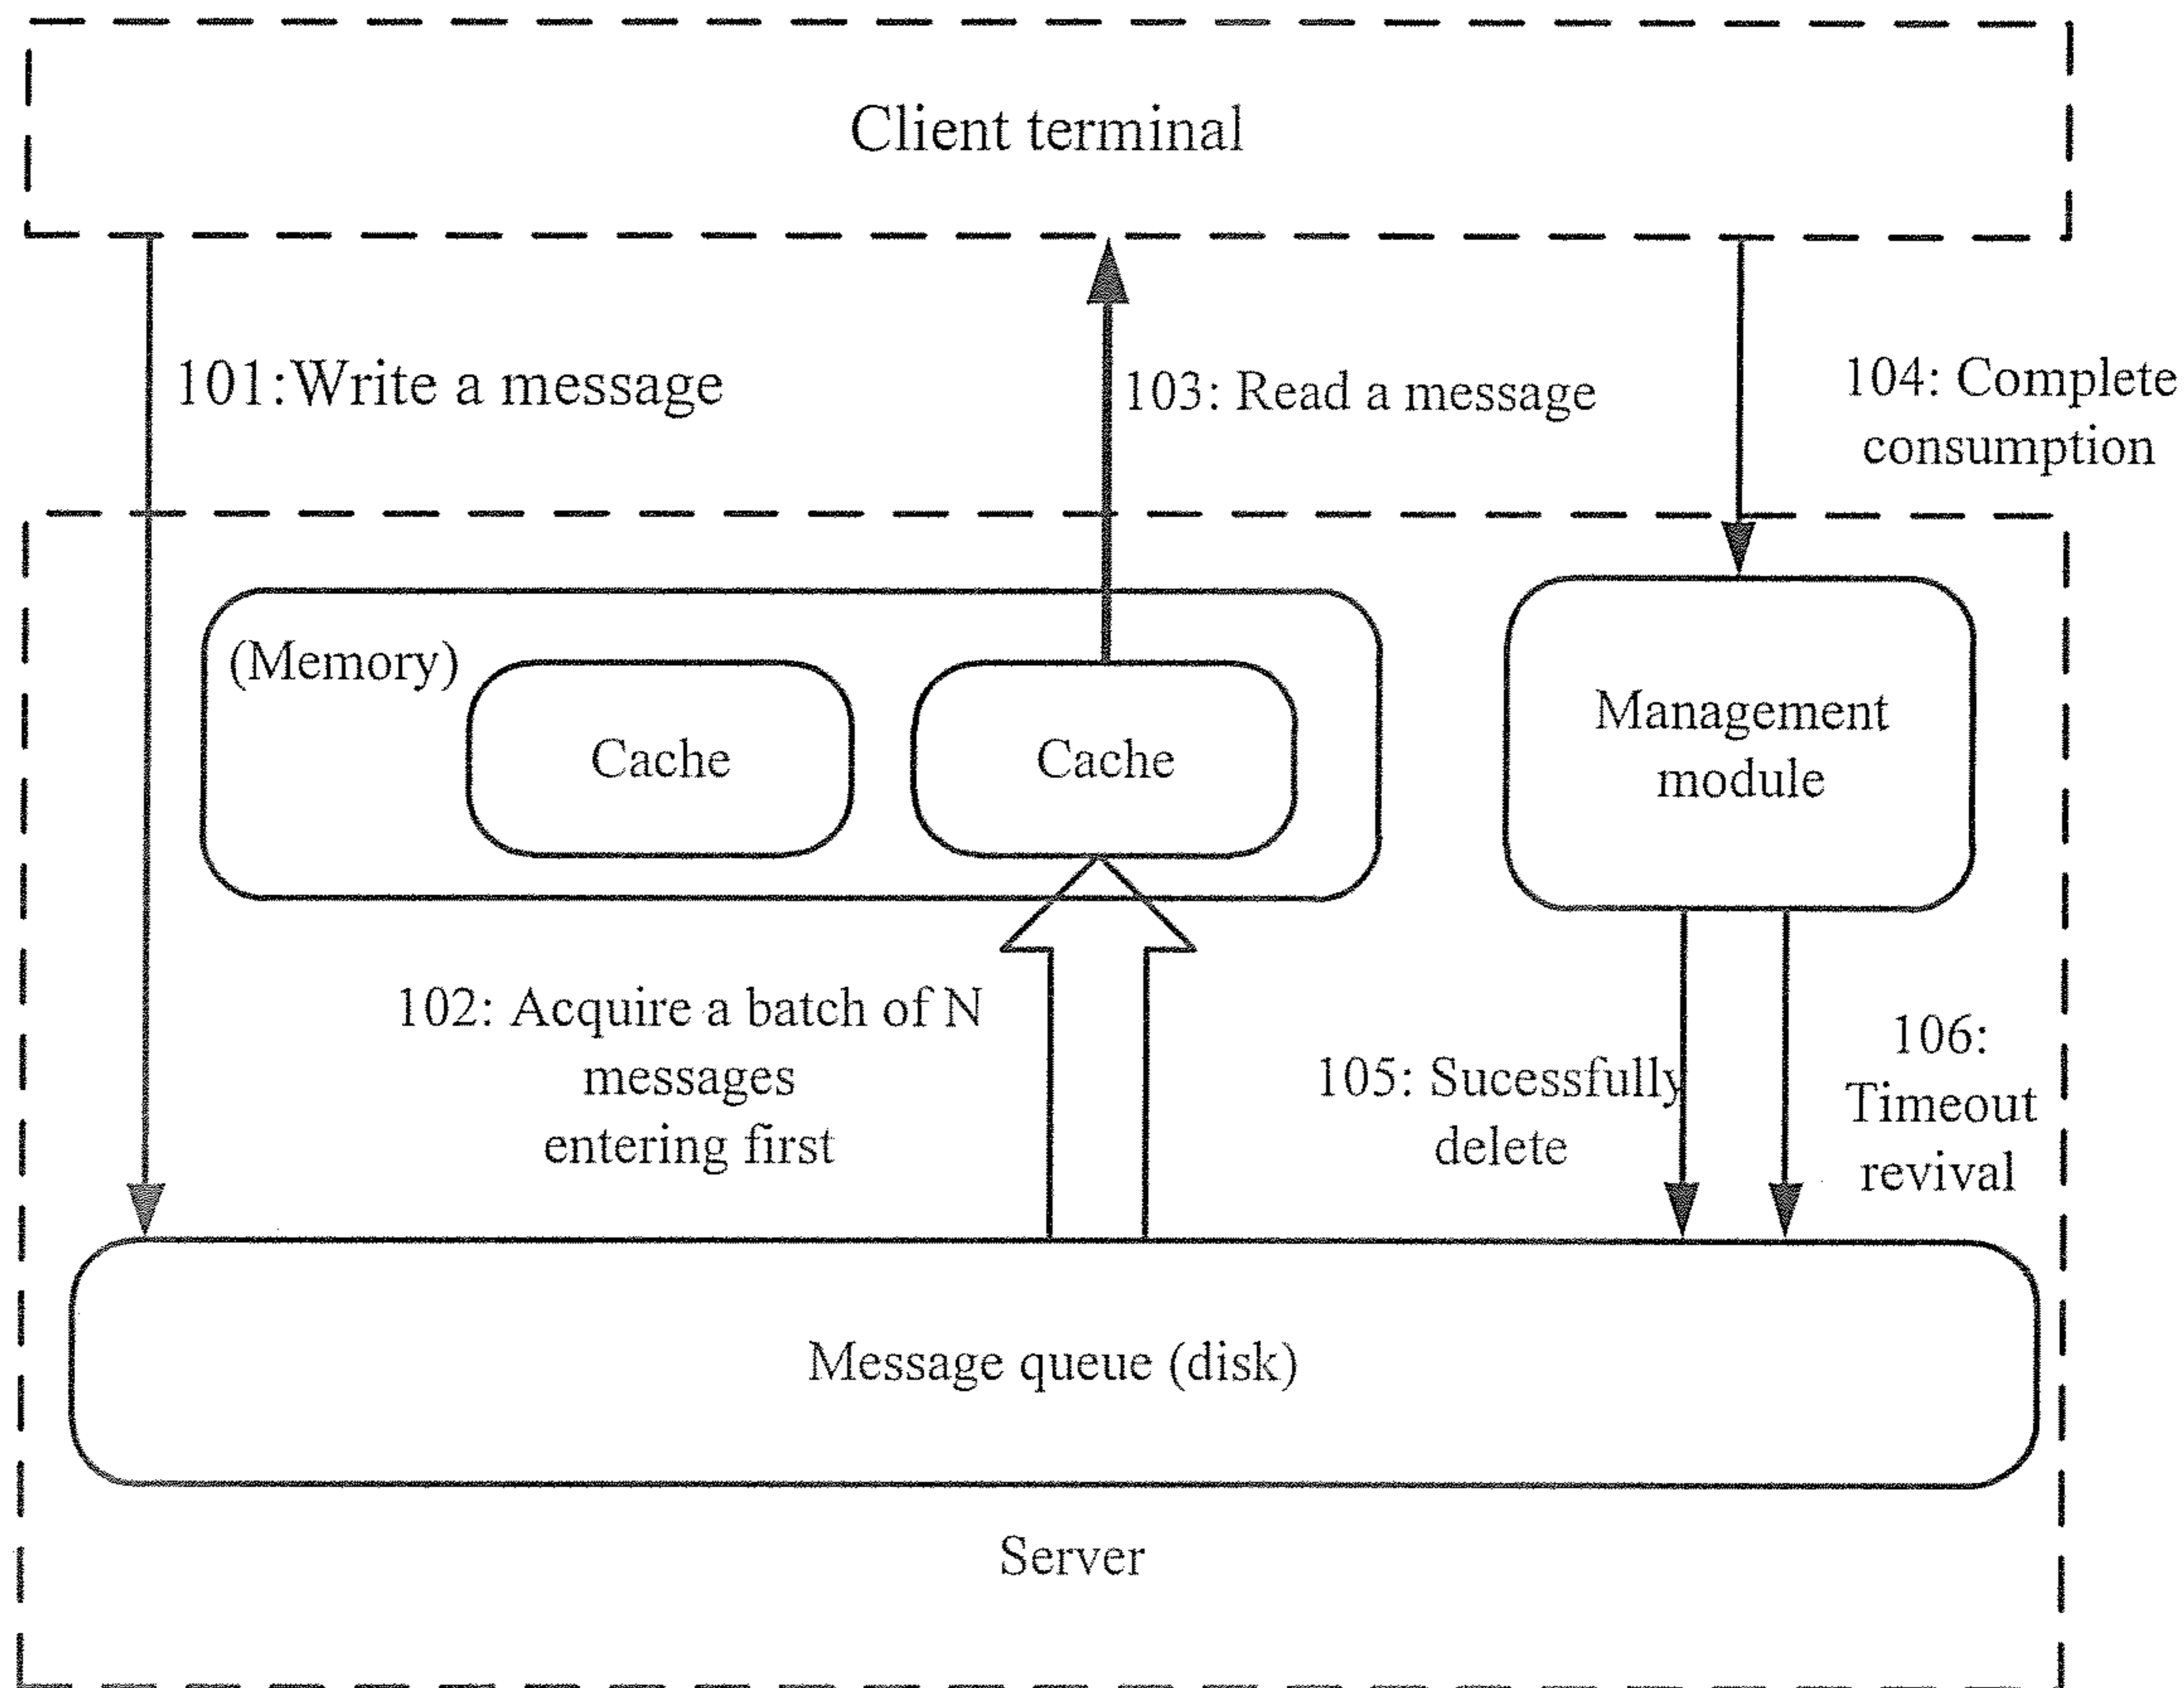 Client terminal
101:Write a message
103: Read a message
104: Complete
consumption
(Memory)
Cache
Cache
Management
module
102: Acquire a batch of N
messages
entering first
105: Sucessfully
delete
106:
Timeout
revival
Message queue (disk)
Server